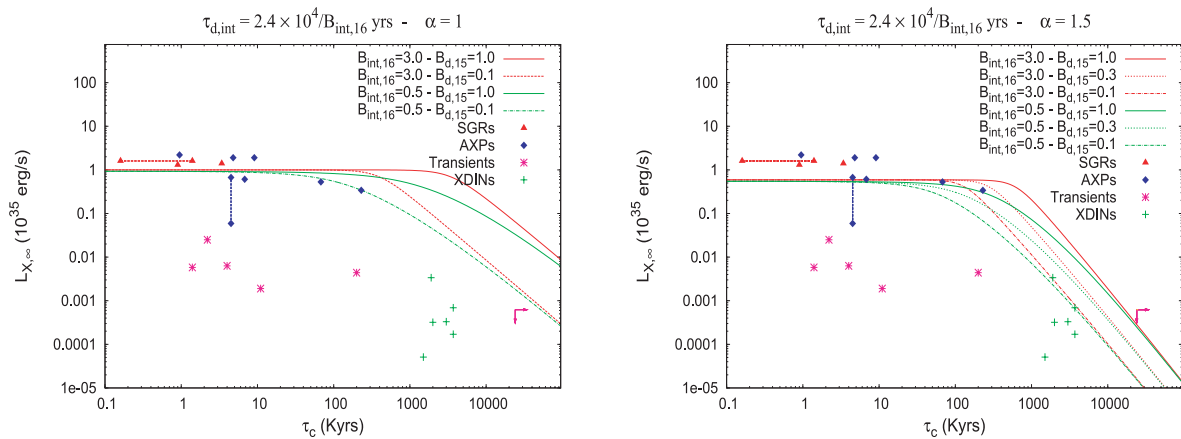 τd,int = 2.4 × 10^4/Bint,16 yrs - α = 1
Bint,16=3.0 - Bd,15=1.0
Bint,16=3.0 - Bd,15=0.1
Bint,16=0.5 - Bd,15=1.0
Bint,16=0.5 - Bd,15=0.1
SGRs
AXPs
Transients
XDINs
100
10
1
0.1
0.01
0.001
0.0001
1e-05
LX,∞ (10^35 erg/s)
0.1 1 10 100 1000 10000
τc (Kyrs)
τd,int = 2.4 × 10^4/Bint,16 yrs - α = 1.5
Bint,16=3.0 - Bd,15=1.0
Bint,16=3.0 - Bd,15=0.3
Bint,16=3.0 - Bd,15=0.1
Bint,16=0.5 - Bd,15=1.0
Bint,16=0.5 - Bd,15=0.3
Bint,16=0.5 - Bd,15=0.1
SGRs
AXPs
Transients
XDINs
100
10
1
0.1
0.01
0.001
0.0001
1e-05
LX,∞ (10^35 erg/s)
0.1 1 10 100 1000 10000
τc (Kyrs)